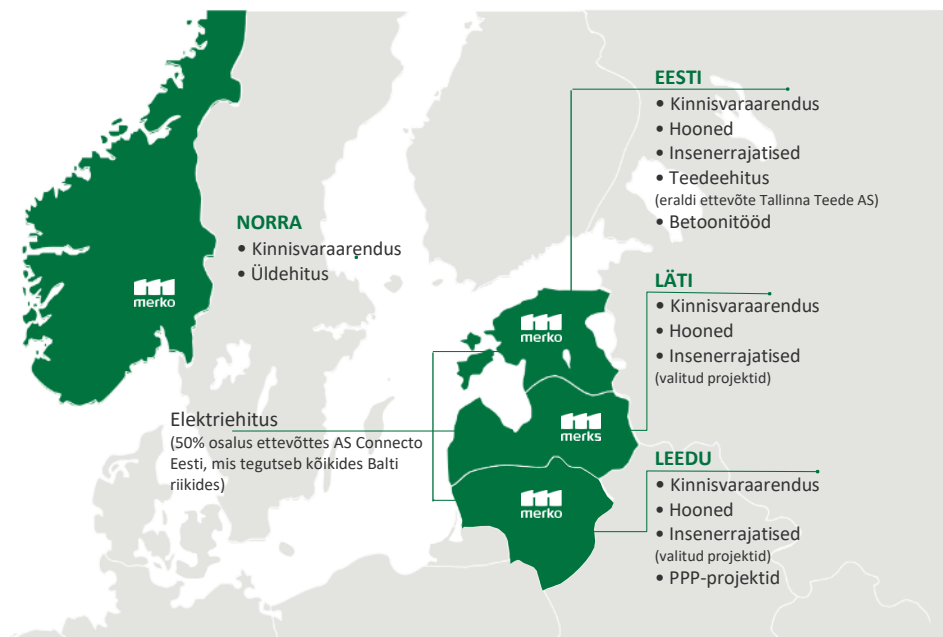 NORRA
• Kinnisvaraarendus
• Üldehitus
merko
EESTI
• Kinnisvaraarendus
• Hooned
• Insenerrajatised
• Teedeehitus
(eraldi ettevõte Tallinna Teede AS)
• Betoonitööd
merko
LÄTI
• Kinnisvaraarendus
• Hooned
• Insenerrajatised
(valitud projektid)
merks
Elektriehitus
(50% osalus ettevõttes AS Connecto
Eesti, mis tegutseb kõikides Balti
riikides)
LEEDU
• Kinnisvaraarendus
• Hooned
• Insenerrajatised
(valitud projektid)
• PPP-projektid
merko